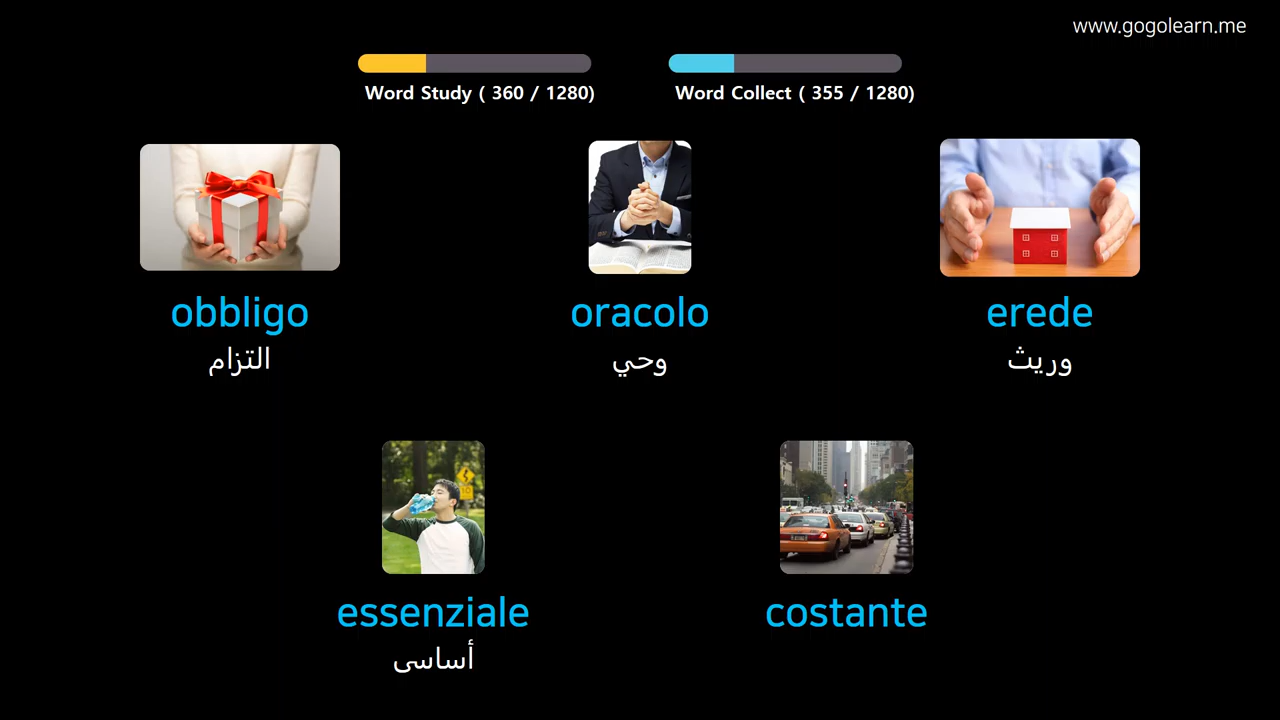 www.gogolearn.me
Word Study ( 360 / 1280)
Word Collect ( 355 / 1280)
obbligo
التزام
oracolo
وحي
erede
وريث
essenziale
أساسى
costante